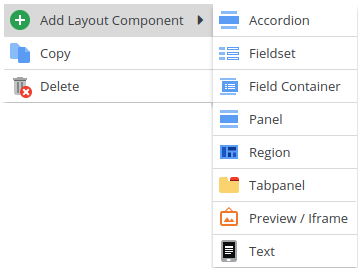 Add Layout Component
Copy
Delete
Accordion
Fieldset
Field Container
Panel
Region
Tabpanel
Preview / Iframe
Text